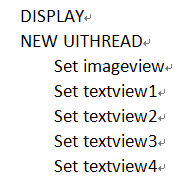 DISPLAY
NEW UITHREAD
Set imageview
Set textview1
Set textview2
Set textview3
Set textview4